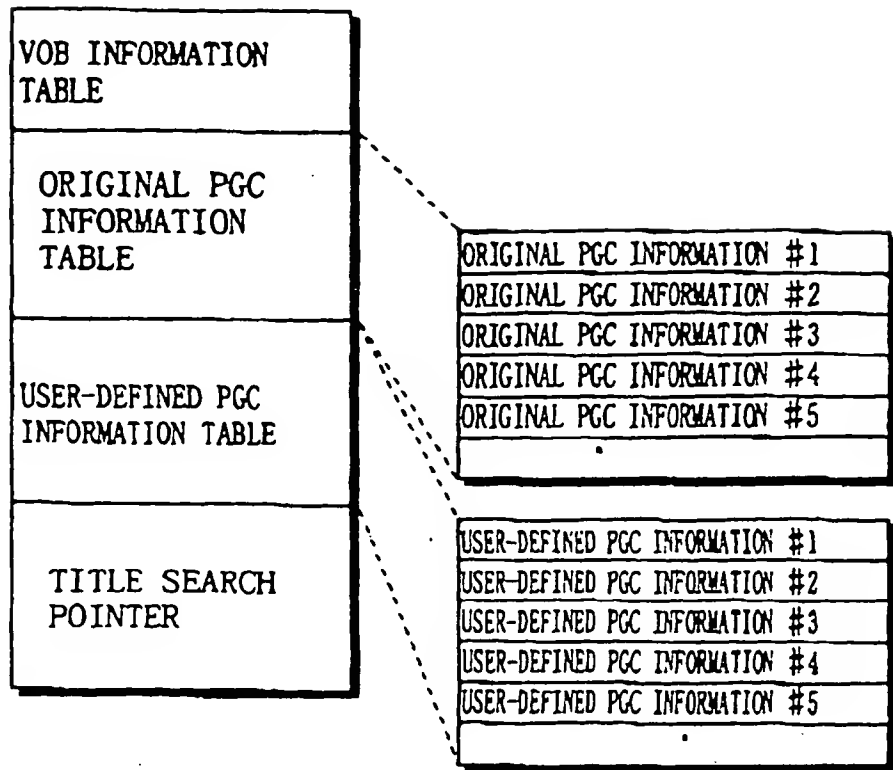 VOB INFORMATION
TABLE
ORIGINAL PGC
INFORMATION
TABLE
USER-DEFINED PGC
INFORMATION TABLE
TITLE SEARCH
POINTER
ORIGINAL PGC INFORMATION #1
ORIGINAL PGC INFORMATION #2
ORIGINAL PGC INFORMATION #3
ORIGINAL PGC INFORMATION #4
ORIGINAL PGC INFORMATION #5
USER-DEFINED PGC INFORMATION #1
USER-DEFINED PGC INFORMATION #2
USER-DEFINED PGC INFORMATION #3
USER-DEFINED PGC INFORMATION #4
USER-DEFINED PGC INFORMATION #5